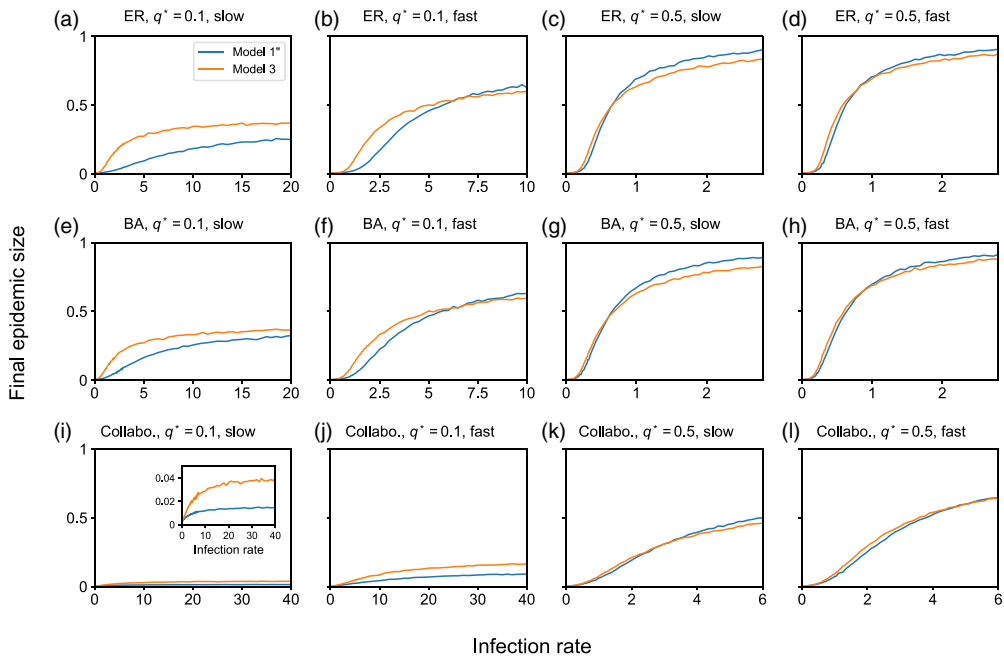 (a) ER, q* = 0.1, slow
(b) ER, q* = 0.1, fast
(c) ER, q* = 0.5, slow
(d) ER, q* = 0.5, fast
1
0.5
0
Model 1"
Model 3
0 5 10 15 20
0 2.5 5 7.5 10
0 1 2
0 1 2
(e) BA, q* = 0.1, slow
(f) BA, q* = 0.1, fast
(g) BA, q* = 0.5, slow
(h) BA, q* = 0.5, fast
Final epidemic size
1
0.5
0
0 5 10 15 20
0 2.5 5 7.5 10
0 1 2
0 1 2
(i) Collabo., q* = 0.1, slow
(j) Collabo., q* = 0.1, fast
(k) Collabo., q* = 0.5, slow
(l) Collabo., q* = 0.5, fast
1
0.5
0
0.04
0.02
0
0 10 20 30 40
Infection rate
0 10 20 30 40
0 10 20 30 40
0 2 4 6
0 2 4 6
Infection rate